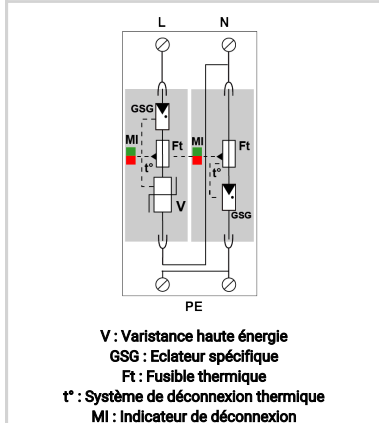 L N
GSG
MI Ft MI Ft
t° t°
V
GSG
PE
V : Varistance haute énergie
GSG : Eclateur spécifique
Ft : Fusible thermique
t° : Système de déconnexion thermique
MI : Indicateur de déconnexion